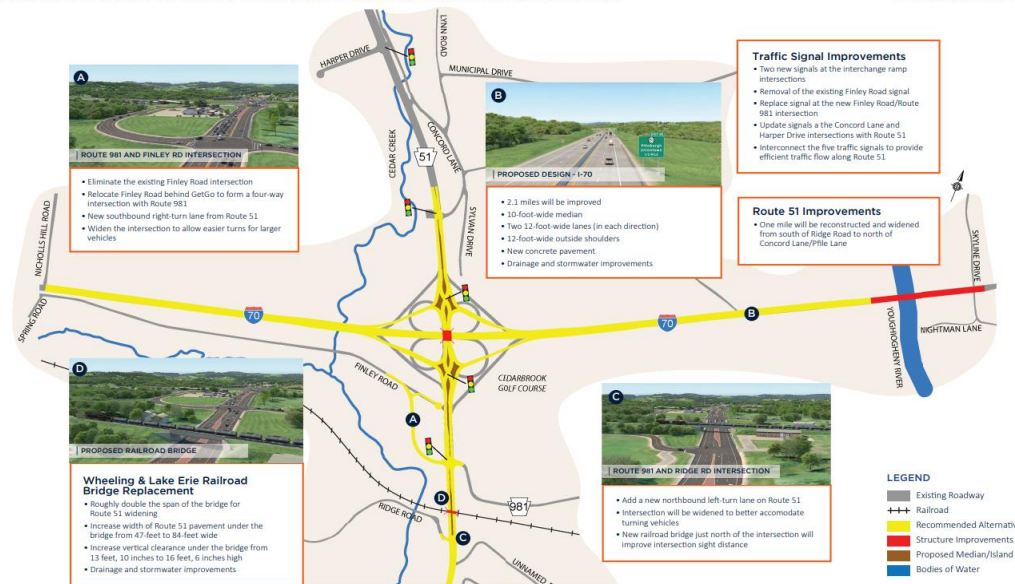 HARPER DRIVE
LYNN ROAD
MUNICIPAL DRIVE
CEDAR CREEK
CONCORD LANE
51
SYLVAN DRIVE
A
ROUTE 981 AND FINLEY RD INTERSECTION
• Eliminate the existing Finley Road intersection
• Relocate Finley Road behind GetGo to form a four-way
intersection with Route 981
• New southbound right-turn lane from Route 51
• Widen the intersection to allow easier turns for larger
vehicles
B
PROPOSED DESIGN - I-70
• 2.1 miles will be improved
• 10-foot-wide median
• Two 12-foot-wide lanes (in each direction)
• 12-foot-wide outside shoulders
• New concrete pavement
• Drainage and stormwater improvements
Traffic Signal Improvements
• Two new signals at the interchange ramp
intersections
• Removal of the existing Finley Road signal
• Replace signal at the new Finley Road/Route
981 intersection
• Update signals a the Concord Lane and
Harper Drive intersections with Route 51
• Interconnect the five traffic signals to provide
efficient traffic flow along Route 51
Route 51 Improvements
• One mile will be reconstructed and widened
from south of Ridge Road to north of
Concord Lane/Pfile Lane
NICHOLLS HILL ROAD
SPRING ROAD
70
70
B
SKYLINE DRIVE
NIGHTMAN LANE
YOUGHIOGHENY RIVER
FINLEY ROAD
CEDARBROOK
GOLF COURSE
A
D
PROPOSED RAILROAD BRIDGE
Wheeling & Lake Erie Railroad
Bridge Replacement
• Roughly double the span of the bridge for
Route 51 widening
• Increase width of Route 51 pavement under the
bridge from 47-feet to 84-feet wide
• Increase vertical clearance under the bridge from
13 feet, 10 inches to 16 feet, 6 inches high
• Drainage and stormwater improvements
D
RIDGE ROAD
981
C
UNNAMED
C
ROUTE 981 AND RIDGE RD INTERSECTION
• Add a new northbound left-turn lane on Route 51
• Intersection will be widened to better accomodate
turning vehicles
• New railroad bridge just north of the intersection will
improve intersection sight distance
LEGEND
Existing Roadway
Railroad
Recommended Alternativ
Structure Improvements
Proposed Median/Island
Bodies of Water